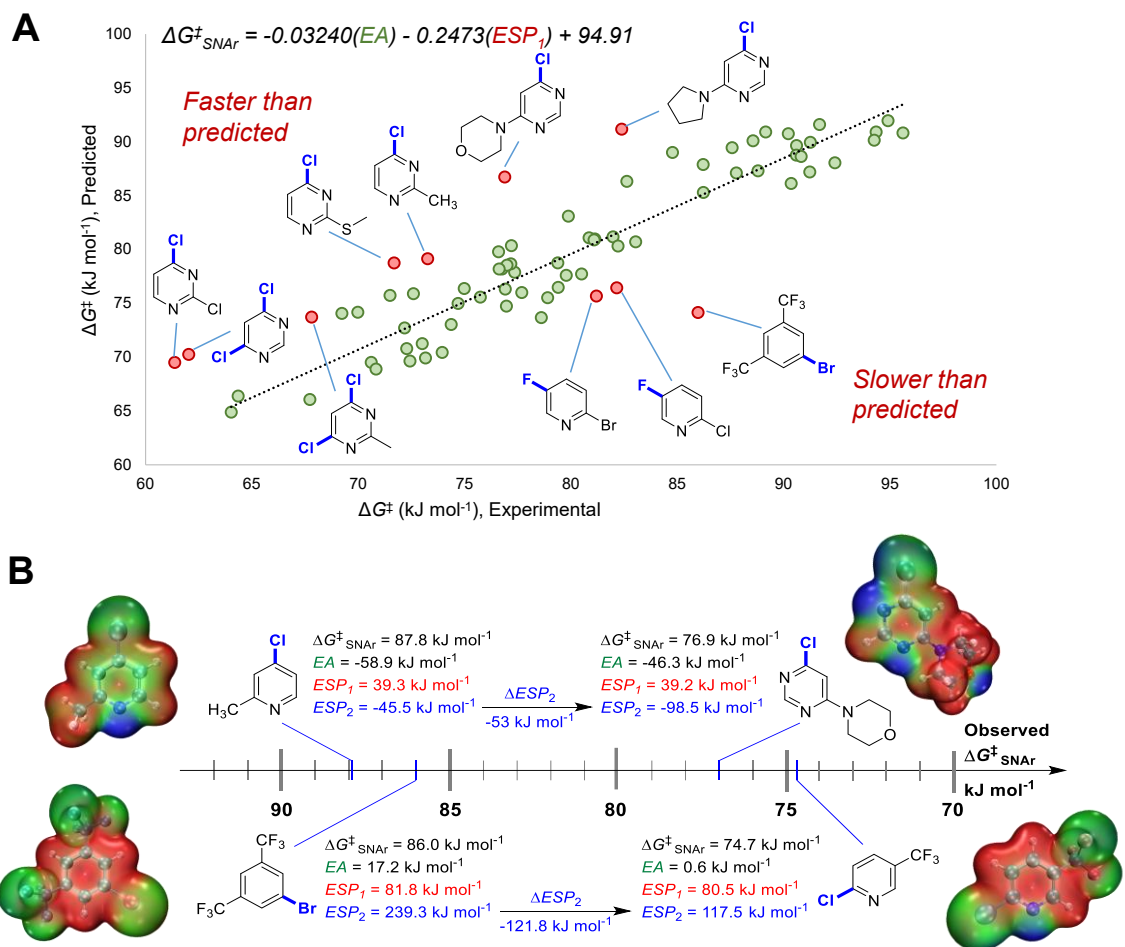 A
ΔG‡SNAr = -0.03240(EA) - 0.2473(ESP1) + 94.91
Faster than
predicted
Slower than
predicted
ΔG‡ (kJ mol-1), Predicted
100
95
90
85
80
75
70
65
60
60 65 70 75 80 85 90 95 100
ΔG‡ (kJ mol-1), Experimental
Cl
N
N
Cl
Cl
N
N
Cl
Cl
N
N
S
Cl
N
N
CH3
Cl
N
N
N
O
Cl
N
N
N
Cl
N
N
Cl
F
N
Br
F
N
Cl
CF3
F3C
Br
B
Cl
H3C
N
ΔG‡SNAr = 87.8 kJ mol-1
EA = -58.9 kJ mol-1
ESP1 = 39.3 kJ mol-1
ESP2 = -45.5 kJ mol-1
ΔESP2
-53 kJ mol-1
ΔG‡SNAr = 76.9 kJ mol-1
EA = -46.3 kJ mol-1
ESP1 = 39.2 kJ mol-1
ESP2 = -98.5 kJ mol-1
Cl
N
N
N
O
Observed
ΔG‡SNAr
kJ mol-1
90 85 80 75 70
CF3
F3C
Br
ΔG‡SNAr = 86.0 kJ mol-1
EA = 17.2 kJ mol-1
ESP1 = 81.8 kJ mol-1
ESP2 = 239.3 kJ mol-1
ΔESP2
-121.8 kJ mol-1
ΔG‡SNAr = 74.7 kJ mol-1
EA = 0.6 kJ mol-1
ESP1 = 80.5 kJ mol-1
ESP2 = 117.5 kJ mol-1
CF3
Cl
N